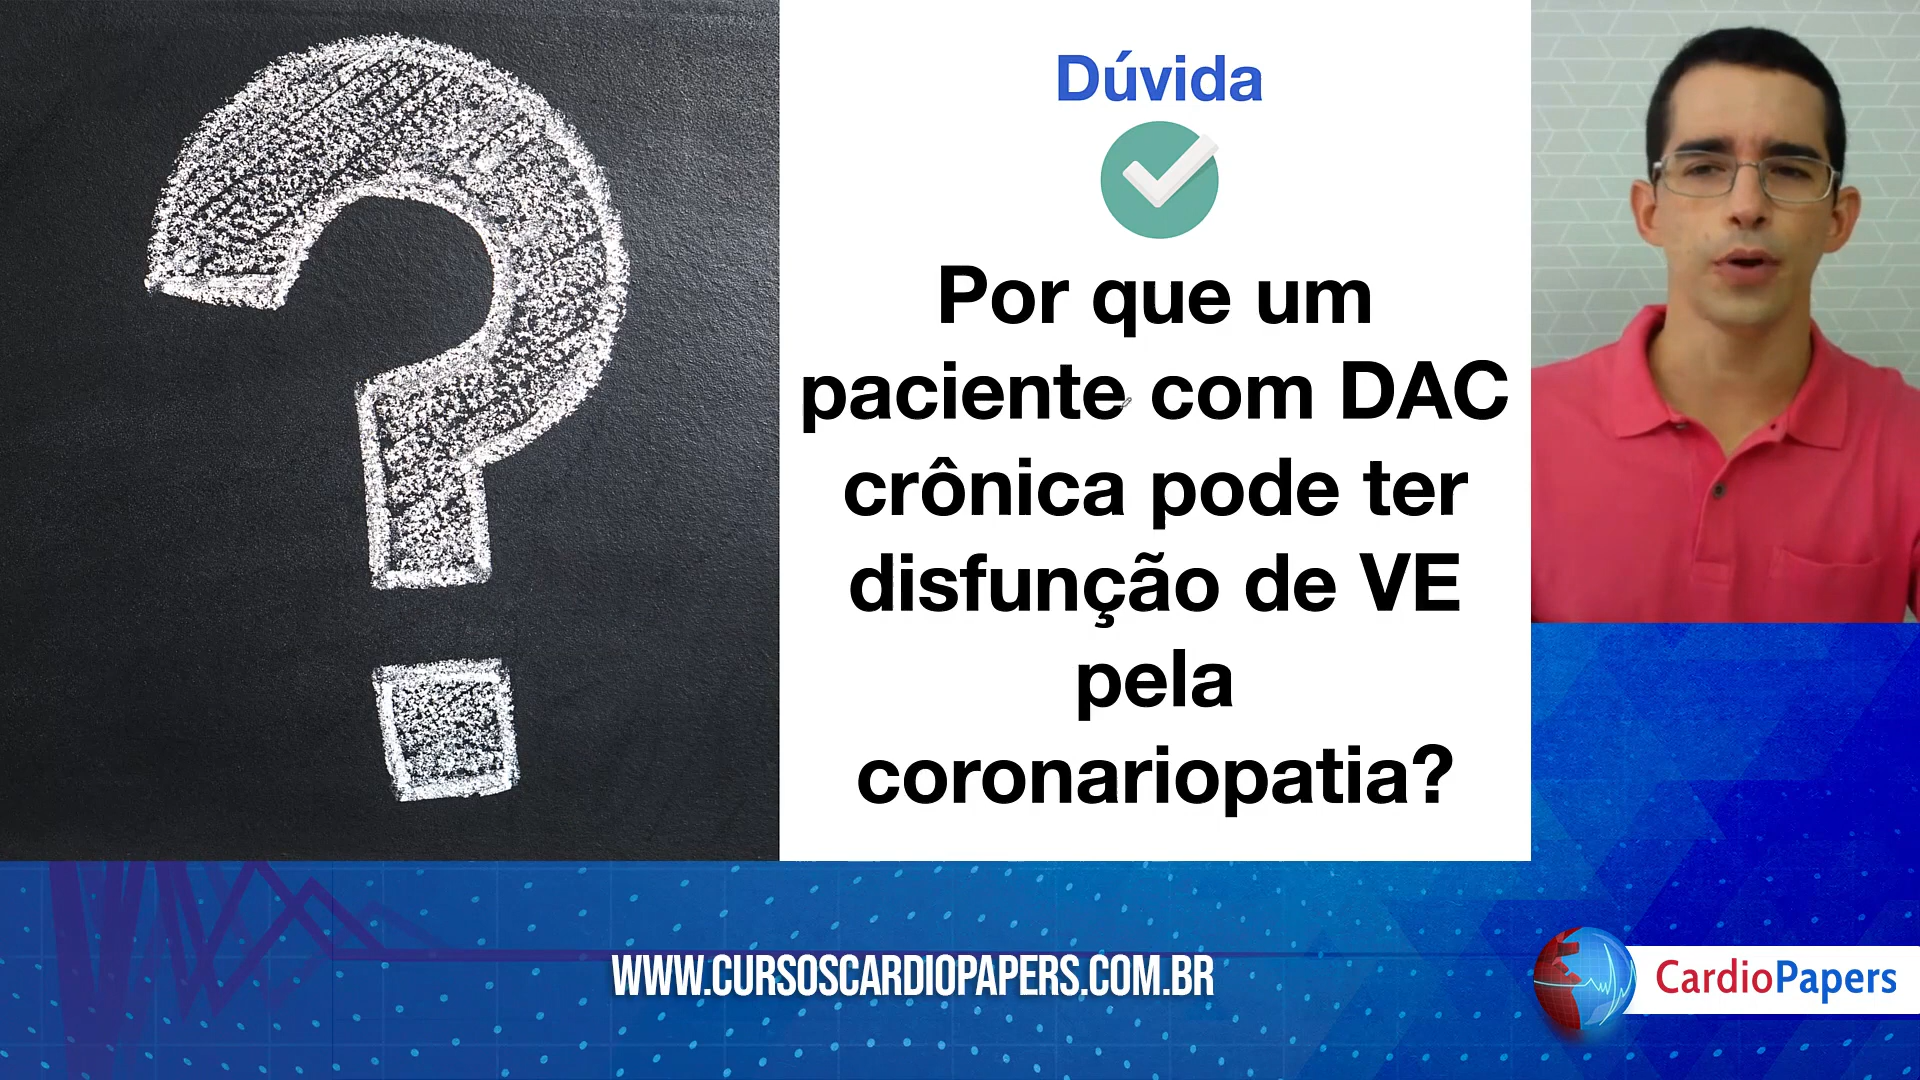 Dúvida
Por que um
paciente com DAC
crônica pode ter
disfunção de VE
pela
coronariopatia?
WWW.CURSOSCARDIOPAPERS.COM.BR
CardioPapers